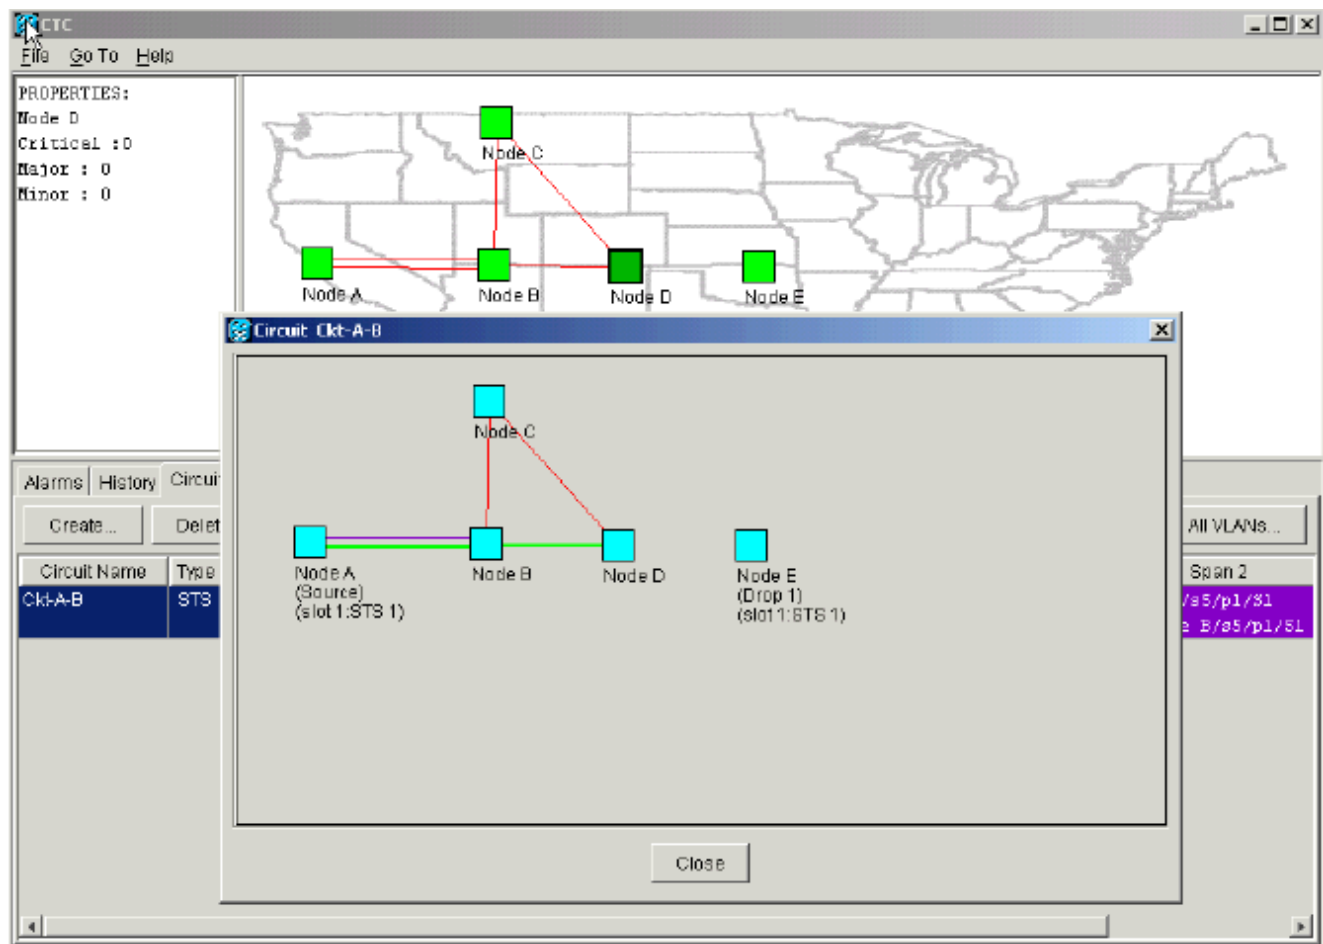 CTC
File Go To Help
PROPERTIES:
Node D
Critical :0
Major : 0
Minor : 0
Node C
Node A
Node B
Node D
Node E
Circuit Ckt-A-B
Node C
Node A
(Source)
(slot 1:STS 1)
Node B
Node D
Node E
(Drop 1)
(slot 1:STS 1)
Close
Alarms History Circui
Create... Delet
All VLANs...
Circuit Name Type Span 2
Ckt-A-B STS /s5/p1/S1
e B/s5/p1/S1